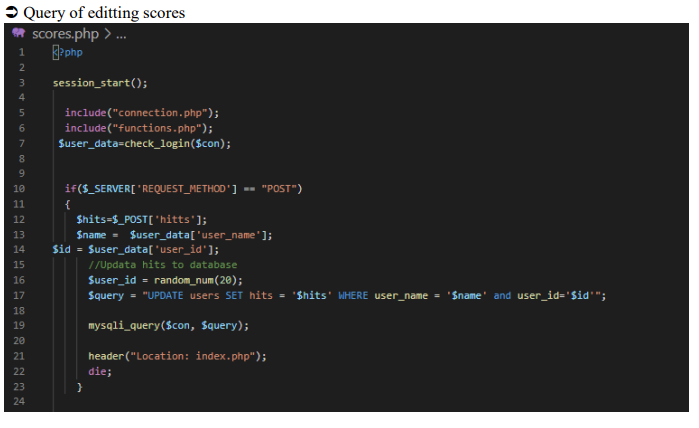 ➲ Query of editting scores
scores.php > ...
1 <?php
2
3 session_start();
4
5 include("connection.php");
6 include("functions.php");
7 $user_data=check_login($con);
8
9
10 if($_SERVER['REQUEST_METHOD'] == "POST")
11 {
12 $hits=$_POST['hitts'];
13 $name = $user_data['user_name'];
14 $id = $user_data['user_id'];
15 //Updata hits to database
16 $user_id = random_num(20);
17 $query = "UPDATE users SET hits = '$hits' WHERE user_name = '$name' and user_id='$id'";
18
19 mysqli_query($con, $query);
20
21 header("Location: index.php");
22 die;
23 }
24